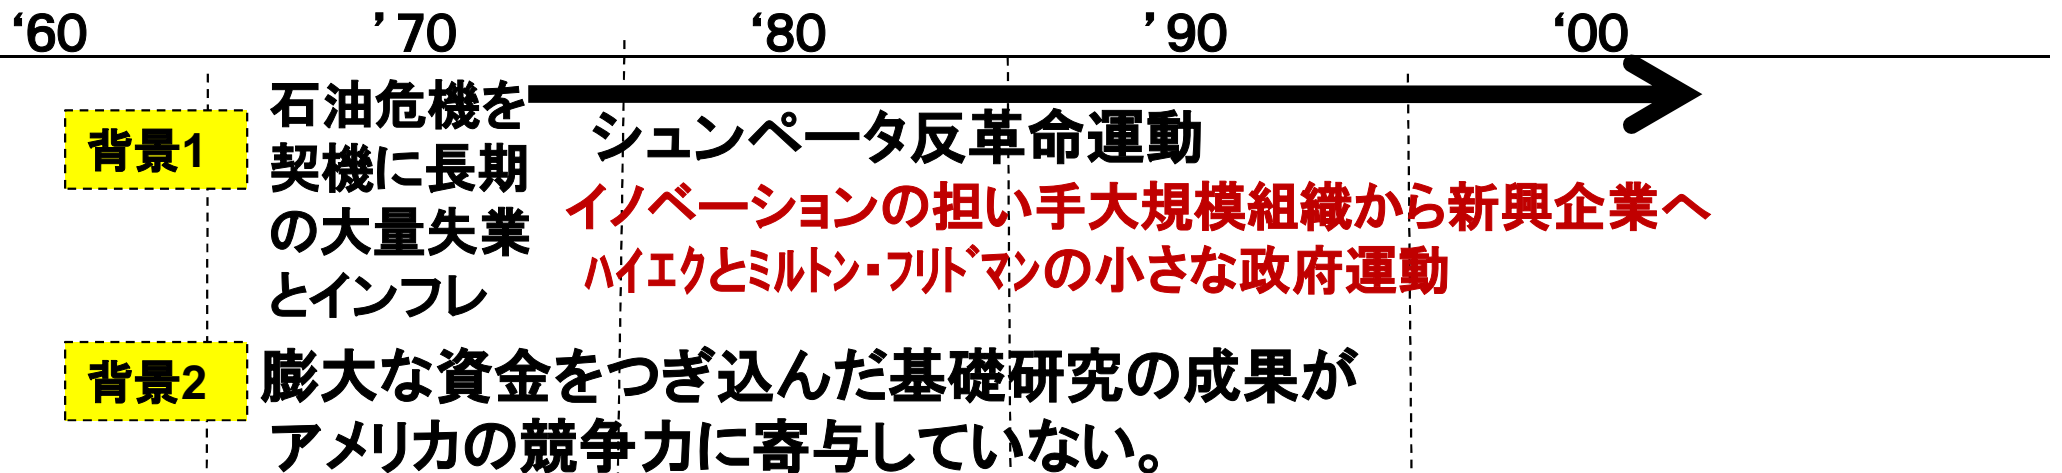 ‘60 ’70 ‘80 ’90 ‘00
背景1
石油危機を
契機に長期
の大量失業
とインフレ
シュンペータ反革命運動
イノベーションの担い手大規模組織から新興企業へ
ﾊイエクとミルトン・フリドマンの小さな政府運動
背景2
膨大な資金をつぎ込んだ基礎研究の成果が
アメリカの競争力に寄与していない。